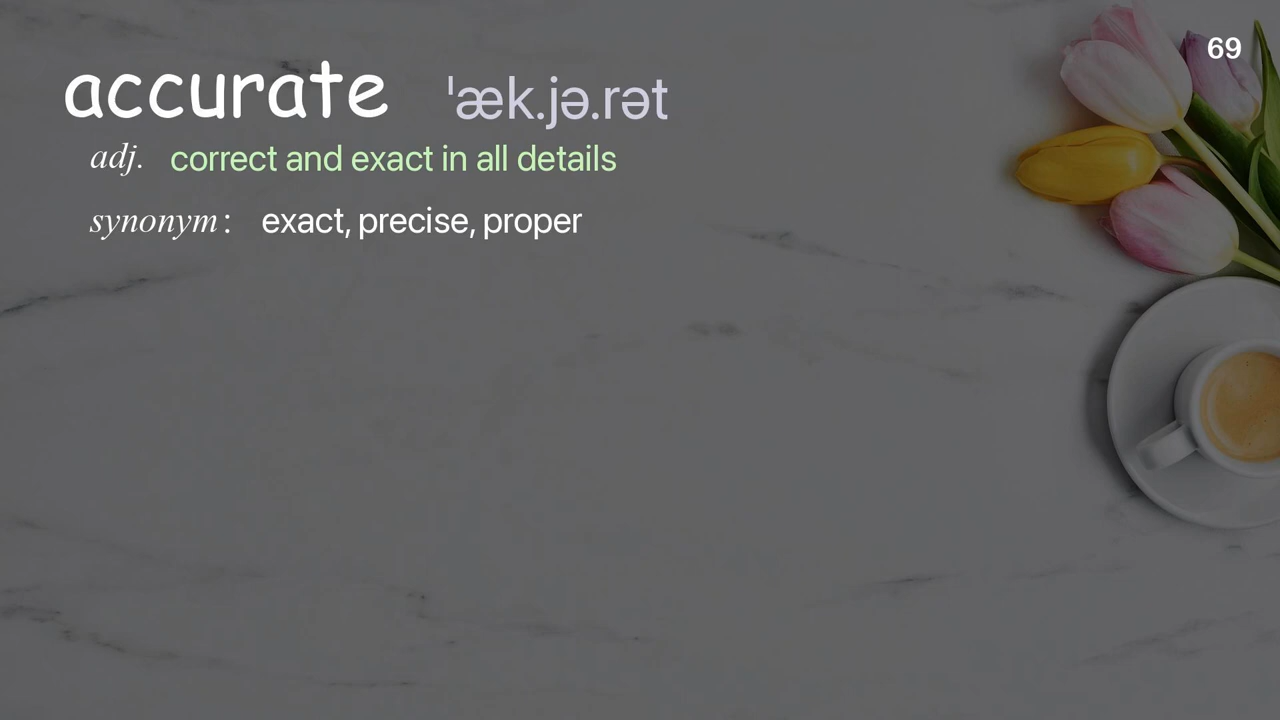 69
accurate ˈæk.jə.rət
adj. correct and exact in all details
synonym : exact, precise, proper